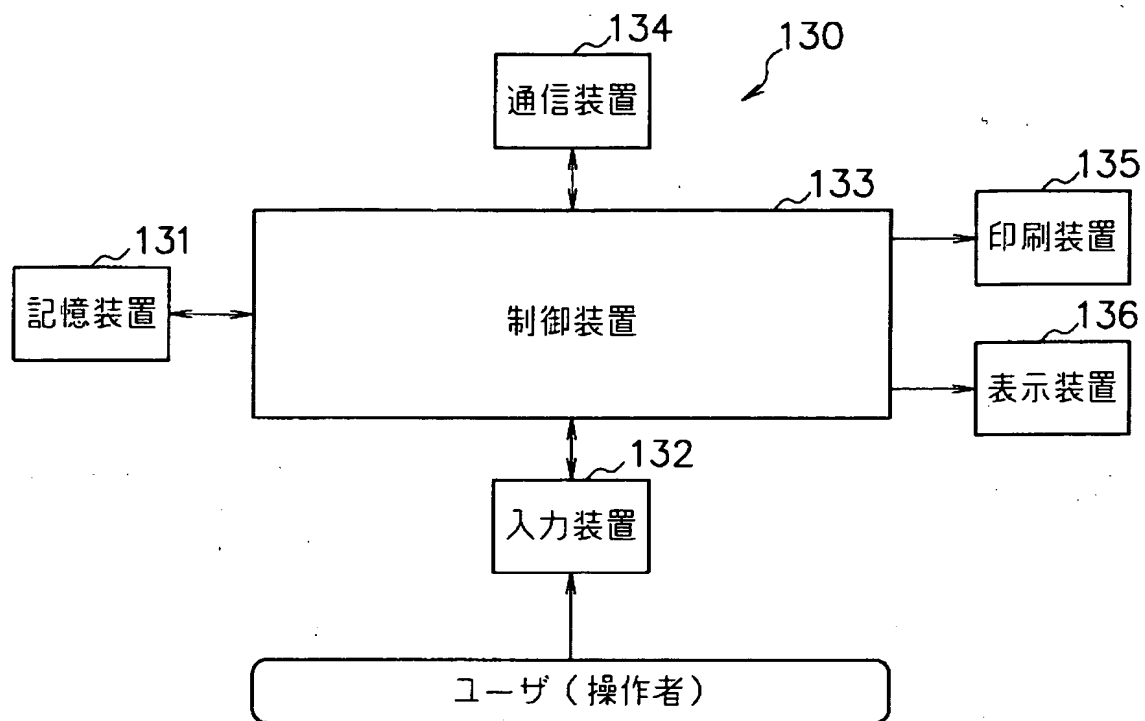 134
130
通信装置
133
135
印刷装置
131
記憶装置
制御装置
136
表示装置
132
入力装置
ユーザ(操作者)